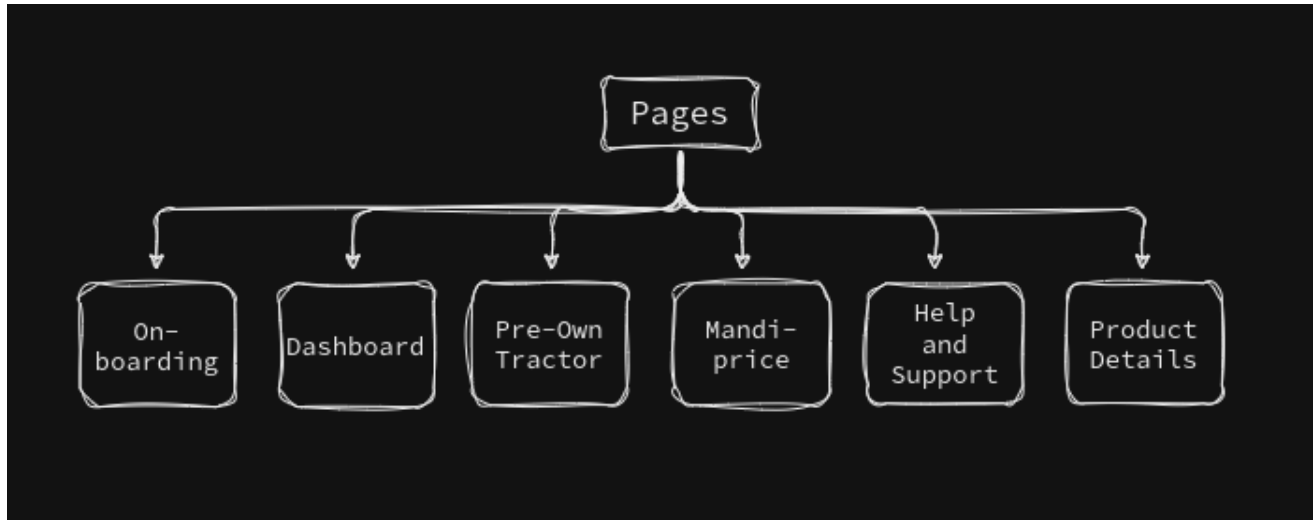 Pages
On-
boarding
Dashboard
Pre-Own
Tractor
Mandi-
price
Help
and
Support
Product
Details